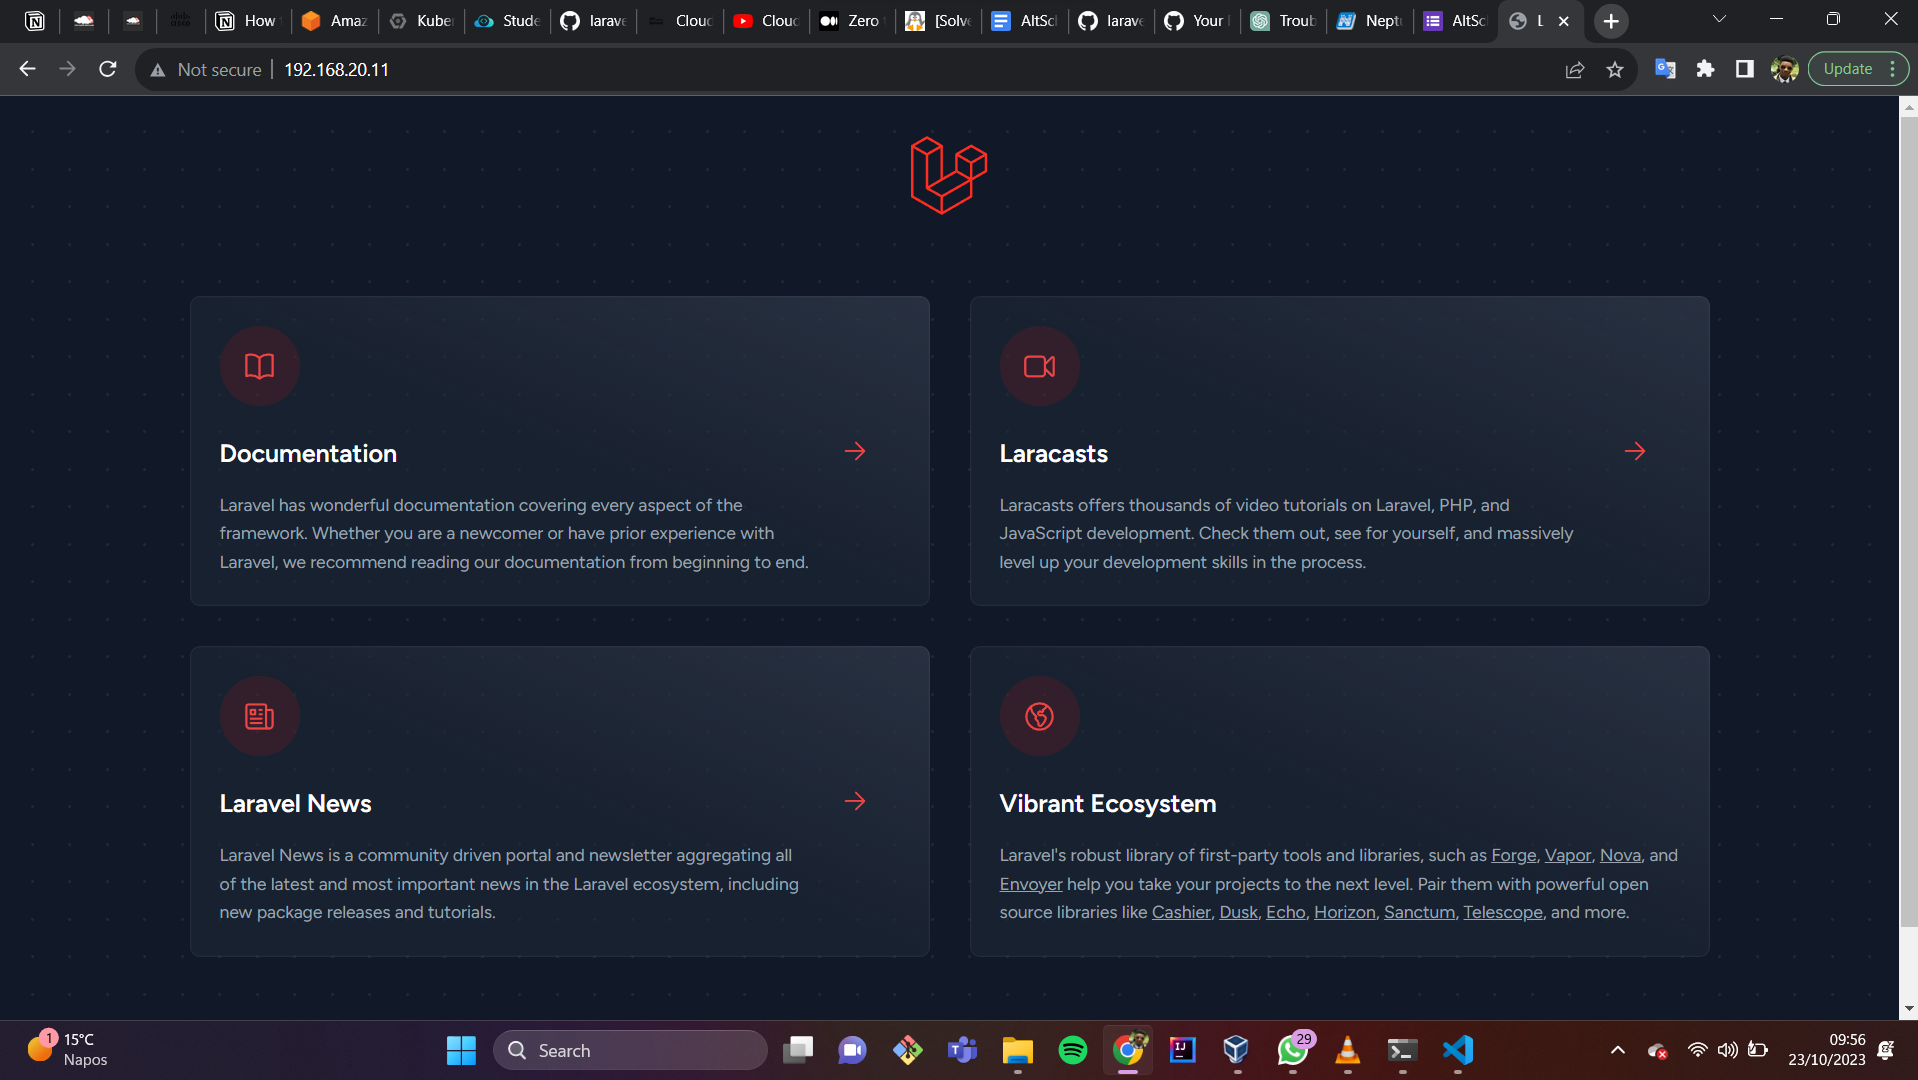 How
Amaz
Kuber
Stude
larave
Cloud
Cloud
Zero
[Solve
AltSch
larave
Your
Troub
Neptu
AltSch
L
Not secure
192.168.20.11
Update
Documentation
Laravel has wonderful documentation covering every aspect of the
framework. Whether you are a newcomer or have prior experience with
Laravel, we recommend reading our documentation from beginning to end.
Laracasts
Laracasts offers thousands of video tutorials on Laravel, PHP, and
JavaScript development. Check them out, see for yourself, and massively
level up your development skills in the process.
Laravel News
Laravel News is a community driven portal and newsletter aggregating all
of the latest and most important news in the Laravel ecosystem, including
new package releases and tutorials.
Vibrant Ecosystem
Laravel's robust library of first-party tools and libraries, such as Forge, Vapor, Nova, and
Envoyer help you take your projects to the next level. Pair them with powerful open
source libraries like Cashier, Dusk, Echo, Horizon, Sanctum, Telescope, and more.
1
15°C
Napos
Search
29
09:56
23/10/2023